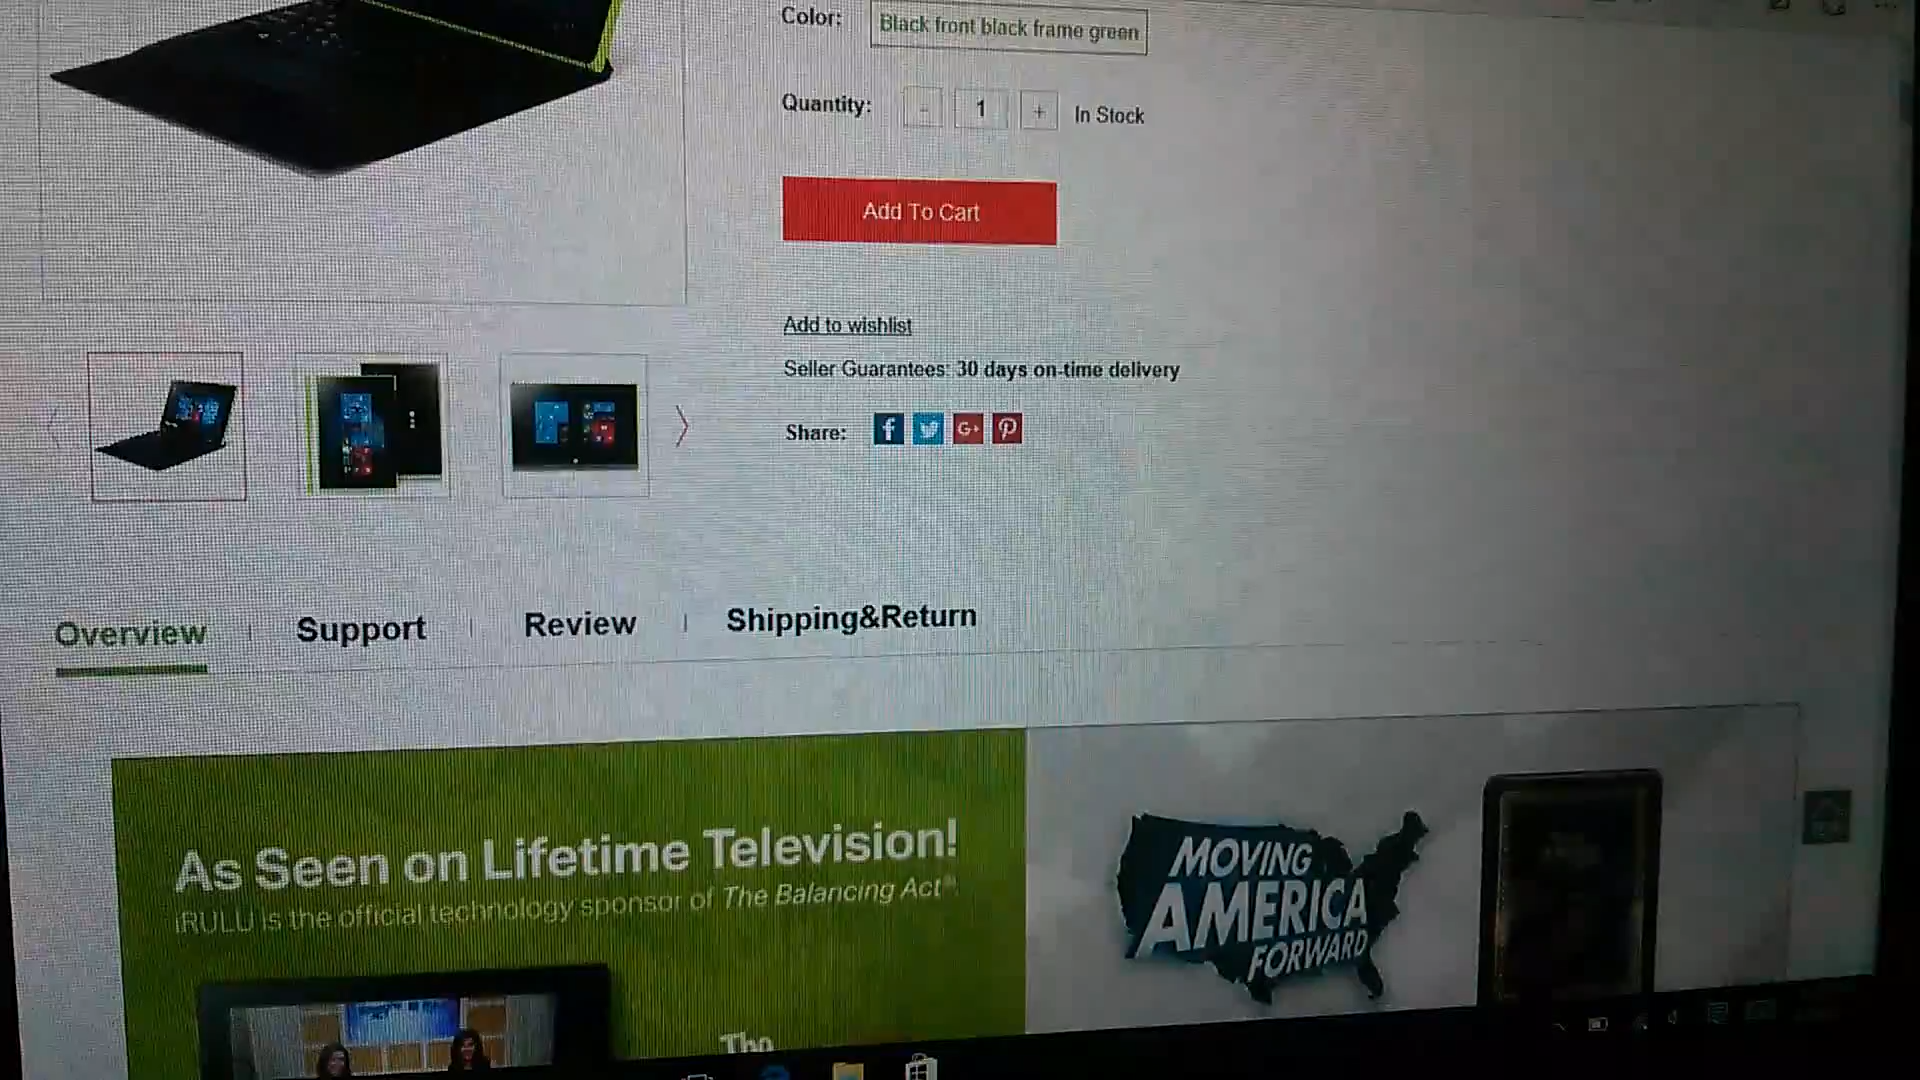 Color: Black front black frame green
Quantity: - 1 + In Stock
Add To Cart
Add to wishlist
Seller Guarantees: 30 days on-time delivery
Share: f G+
Overview Support Review Shipping&Return
As Seen on Lifetime Television!
iRULU is the official technology sponsor of The Balancing Act®
MOVING
AMERICA
FORWARD